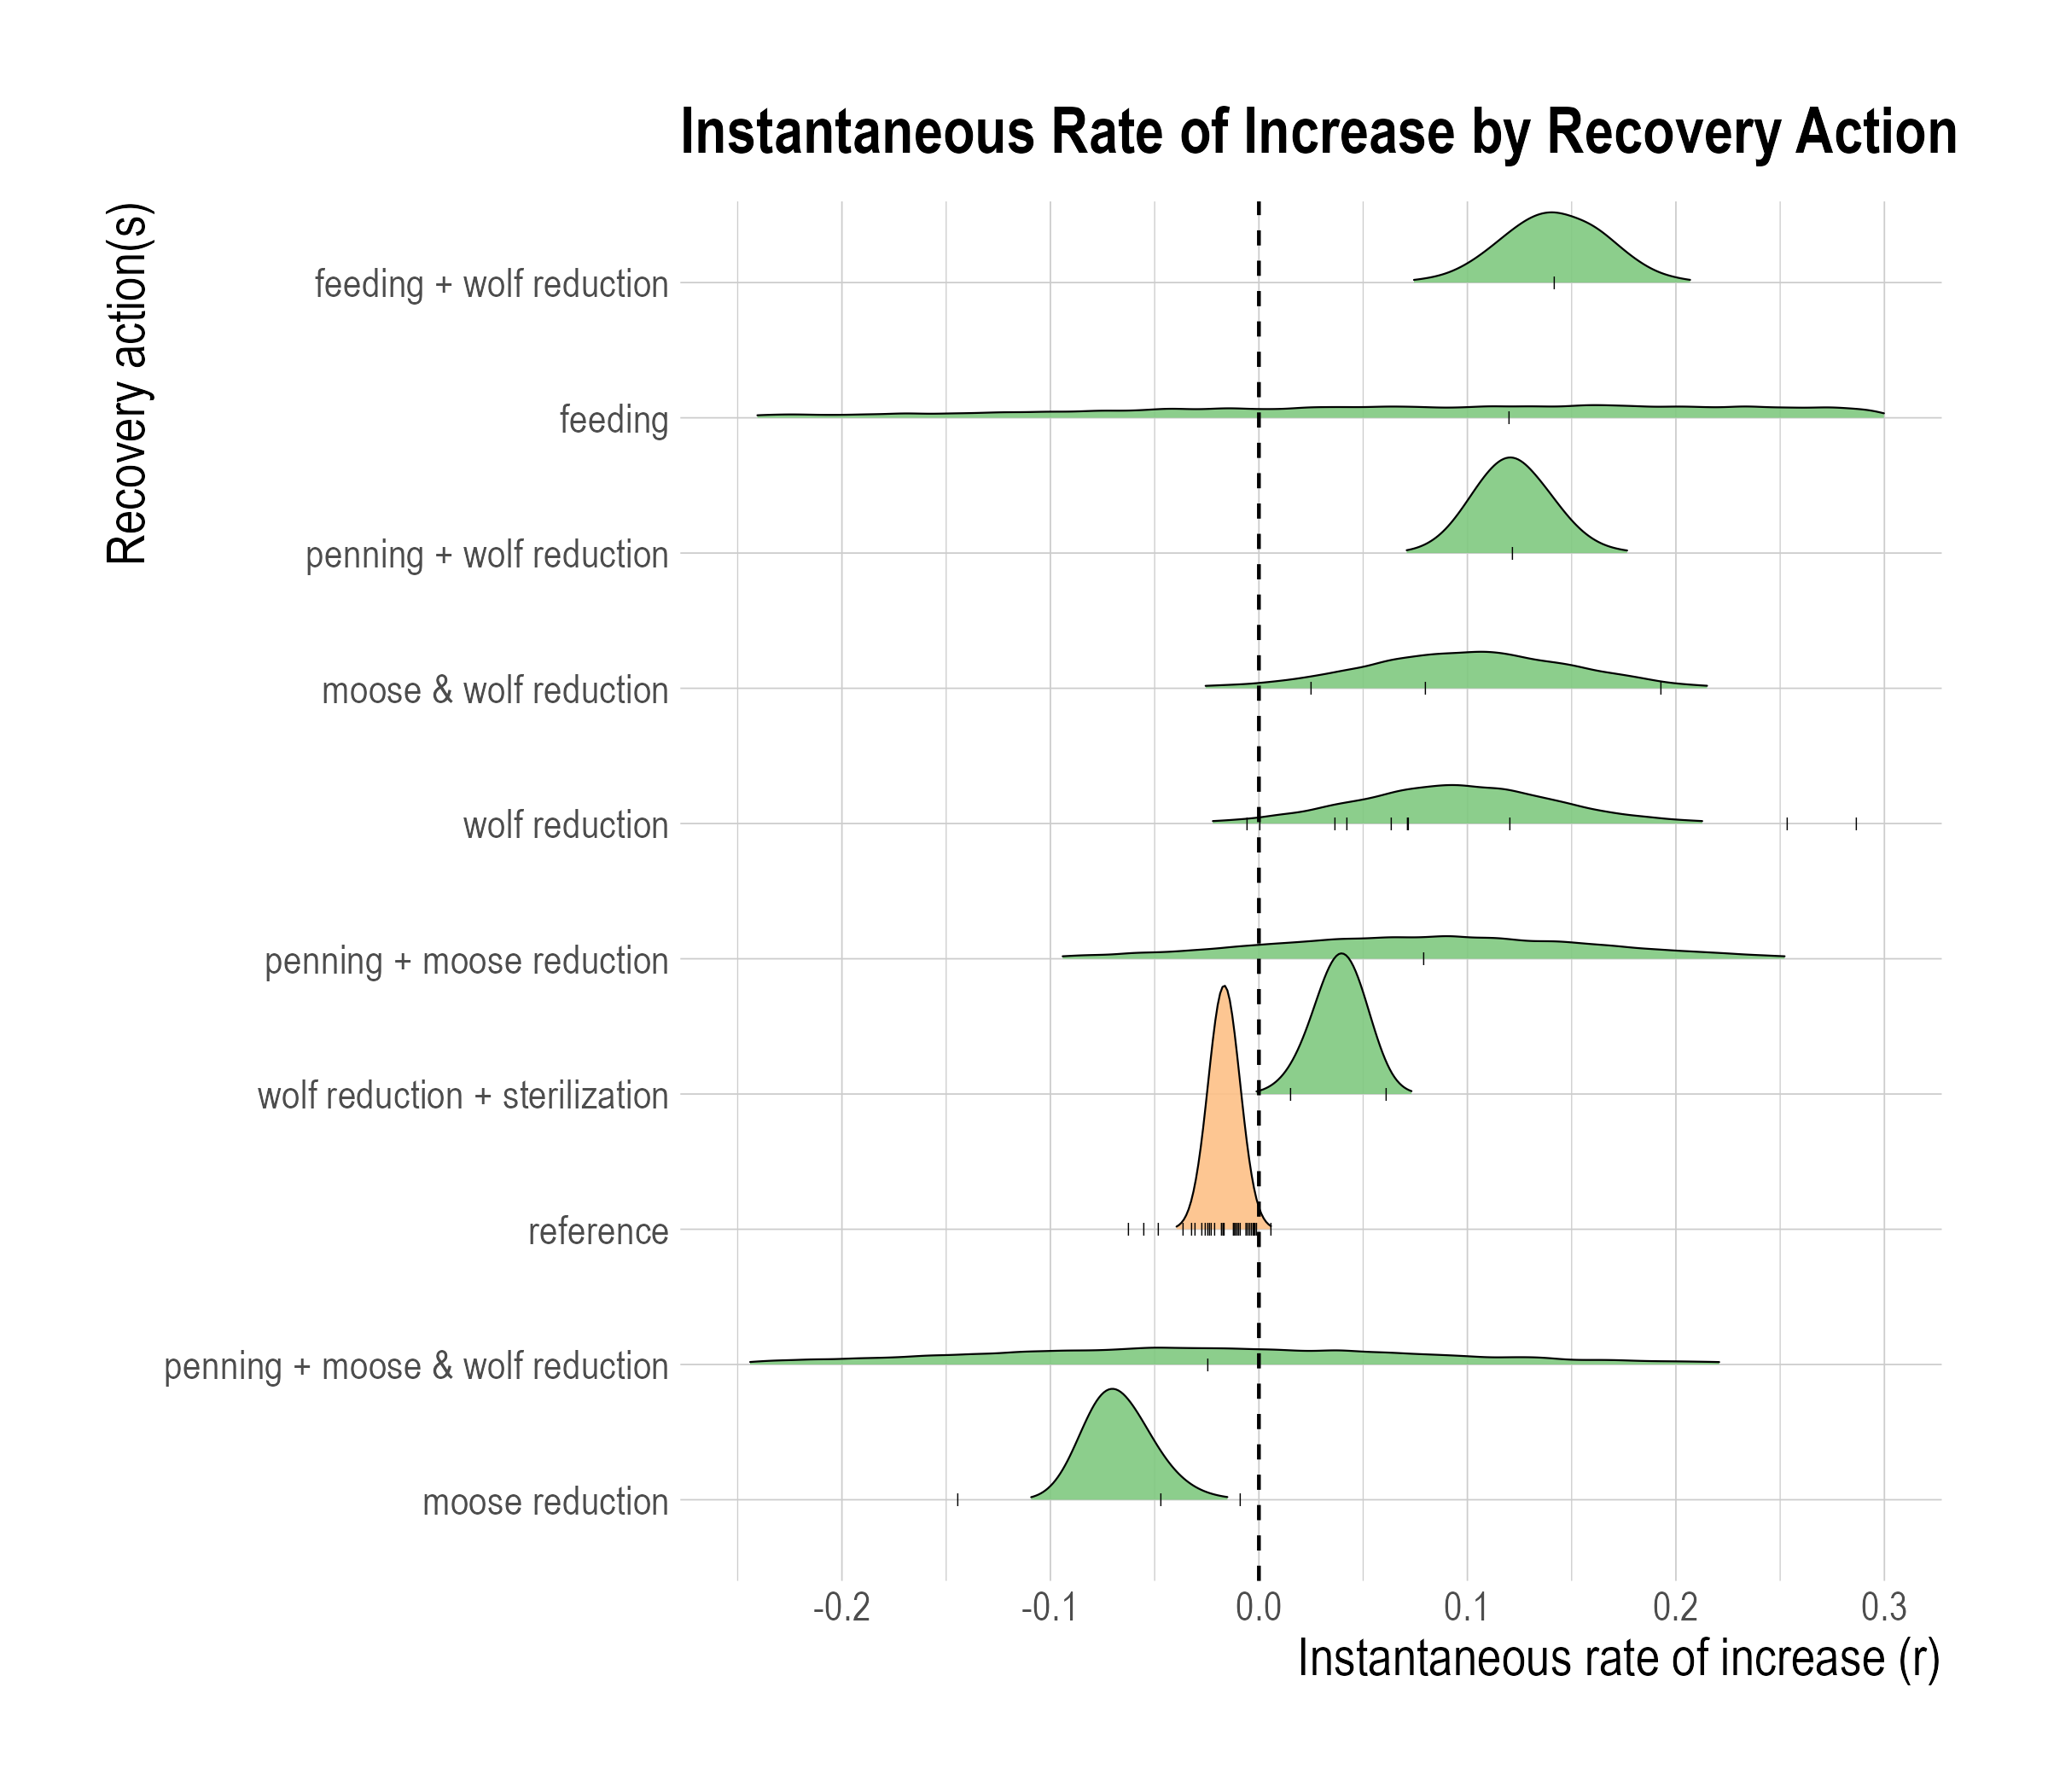 Instantaneous Rate of Increase by Recovery Action
Recovery action(s)
feeding + wolf reduction
feeding
penning + wolf reduction
moose & wolf reduction
wolf reduction
penning + moose reduction
wolf reduction + sterilization
reference
penning + moose & wolf reduction
moose reduction
-0.2 -0.1 0.0 0.1 0.2 0.3
Instantaneous rate of increase (r)